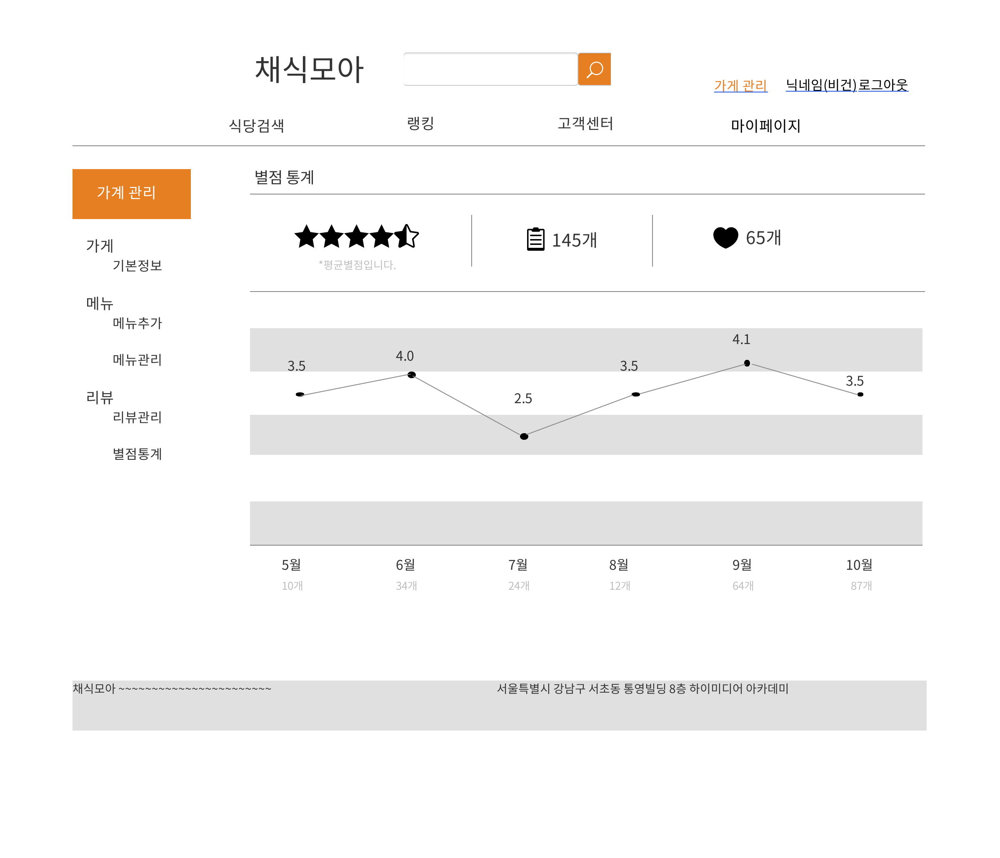 채식모아
가게 관리 닉네임(비건) 로그아웃
식당검색 랭킹 고객센터 마이페이지
가계 관리
가게
기본정보
메뉴
메뉴추가
메뉴관리
리뷰
리뷰관리
별점통계
별점 통계
*평균별점입니다.
145개
65개
3.5 4.0 2.5 3.5 4.1 3.5
5월 6월 7월 8월 9월 10월
10개 34개 24개 12개 64개 87개
채식모아 ~~~~~~~~~~~~~~~~~~~~~~~ 서울특별시 강남구 서초동 통영빌딩 8층 하이미디어 아카데미